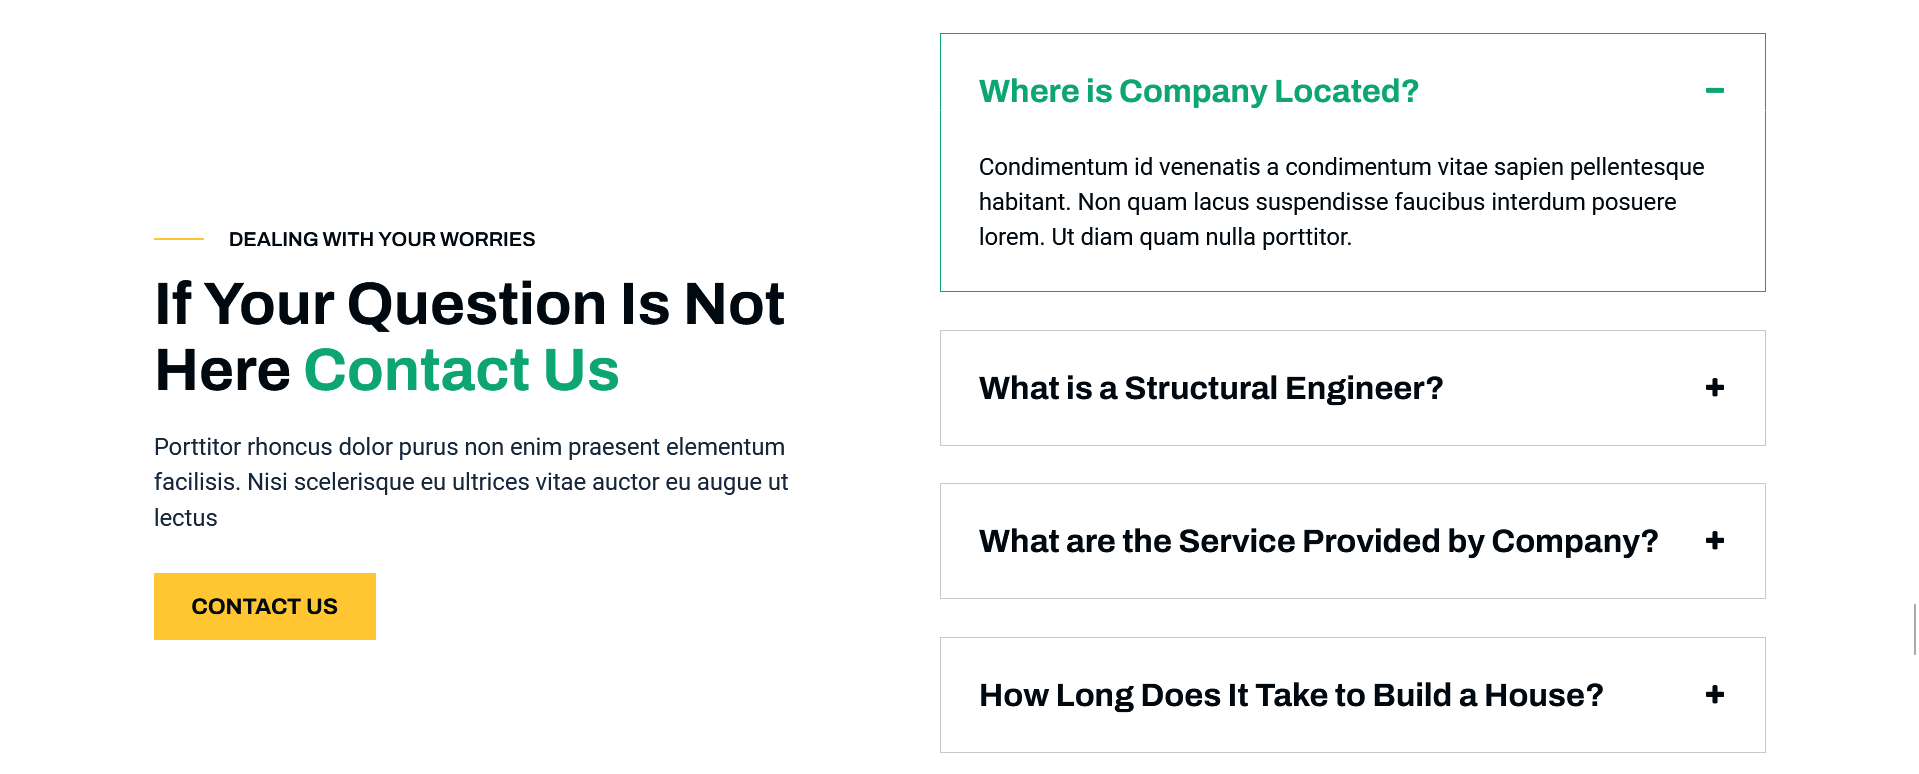 DEALING WITH YOUR WORRIES
If Your Question Is Not
Here Contact Us
Porttitor rhoncus dolor purus non enim praesent elementum
facilisis. Nisi scelerisque eu ultrices vitae auctor eu augue ut
lectus
CONTACT US
Where is Company Located?
Condimentum id venenatis a condimentum vitae sapien pellentesque
habitant. Non quam lacus suspendisse faucibus interdum posuere
lorem. Ut diam quam nulla porttitor.
What is a Structural Engineer?
What are the Service Provided by Company?
How Long Does It Take to Build a House?